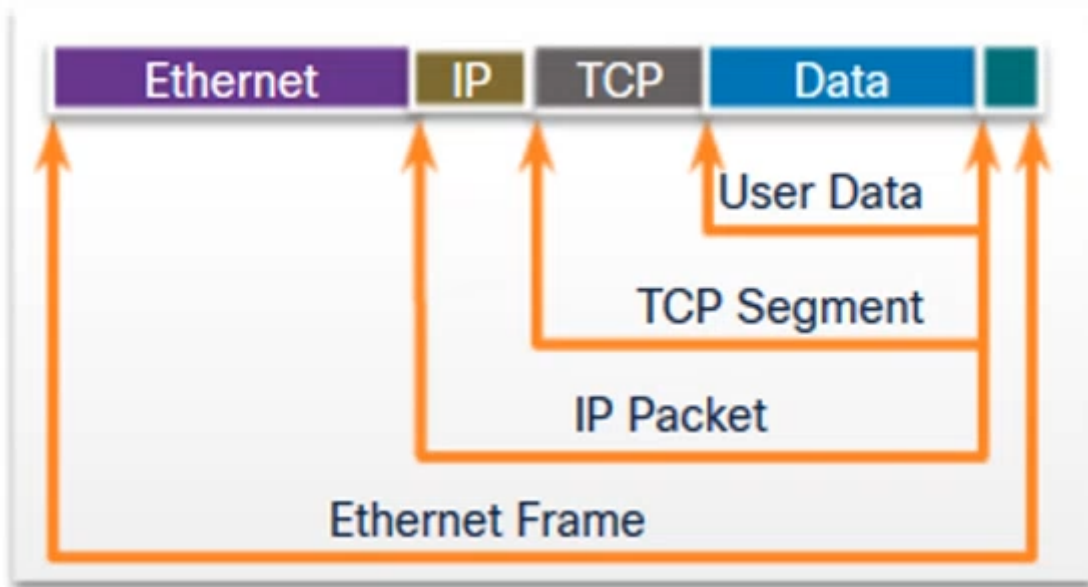 Ethernet IP TCP Data
User Data
TCP Segment
IP Packet
Ethernet Frame